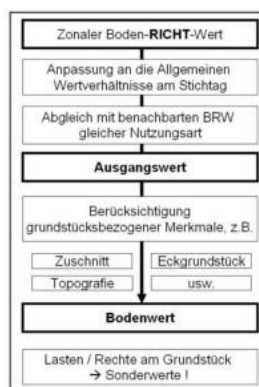 Zonaler Boden-RICHT-Wert
Anpassung an die Allgemeinen
Wertverhältnisse am Stichtag
Abgleich mit benachbarten BRW
gleicher Nutzungsart
Ausgangswert
Berücksichtigung
grundstücksbezogener Merkmale, z.B.
Zuschnitt
Eckgrundstück
Topografie
usw.
Bodenwert
Lasten / Rechte am Grundstück
→ Sonderwerte !